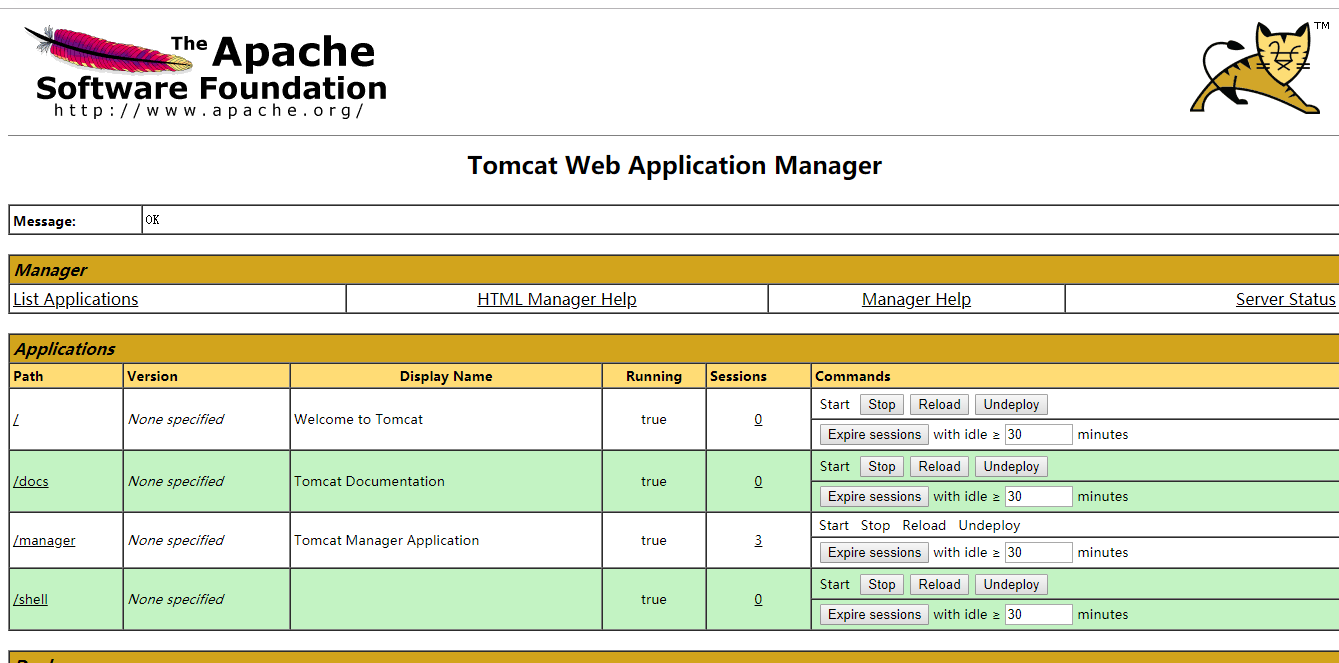 The Apache
Software Foundation
http://www.apache.org/
TM
Tomcat Web Application Manager
Message: OK
Manager
List Applications HTML Manager Help Manager Help Server Status
Applications
Path Version Display Name Running Sessions Commands
/ None specified Welcome to Tomcat true 0 Start Stop Reload Undeploy
Expire sessions with idle ≥ 30 minutes
/docs None specified Tomcat Documentation true 0 Start Stop Reload Undeploy
Expire sessions with idle ≥ 30 minutes
/manager None specified Tomcat Manager Application true 3 Start Stop Reload Undeploy
Expire sessions with idle ≥ 30 minutes
/shell None specified true 0 Start Stop Reload Undeploy
Expire sessions with idle ≥ 30 minutes